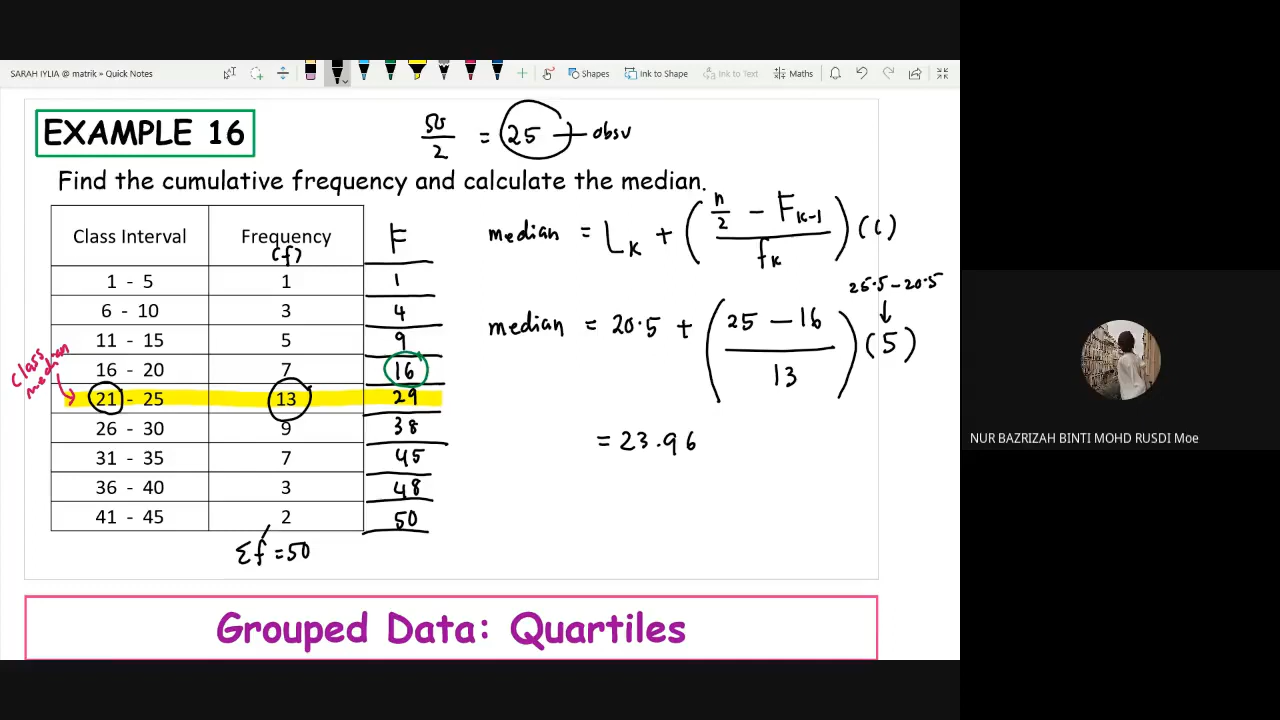 SARAH IYLIA @ matrik » Quick Notes
Shapes
Ink to Shape
Ink to Text
Maths
EXAMPLE 16
50/2 = 25 — obsv
Find the cumulative frequency and calculate the median.
Class Interval Frequency (f) F
1 - 5 1 1
6 - 10 3 4
11 - 15 5 9
16 - 20 7 16
21 - 25 13 29
26 - 30 9 38
31 - 35 7 45
36 - 40 3 48
41 - 45 2 50
Σf = 50
class median
median = L_K + ((n/2 - F_{K-1})/f_K)(C)
25.5 - 20.5
median = 20.5 + ((25 - 16)/13)(5)
= 23.96
Grouped Data: Quartiles
NUR BAZRIZAH BINTI MOHD RUSDI Moe